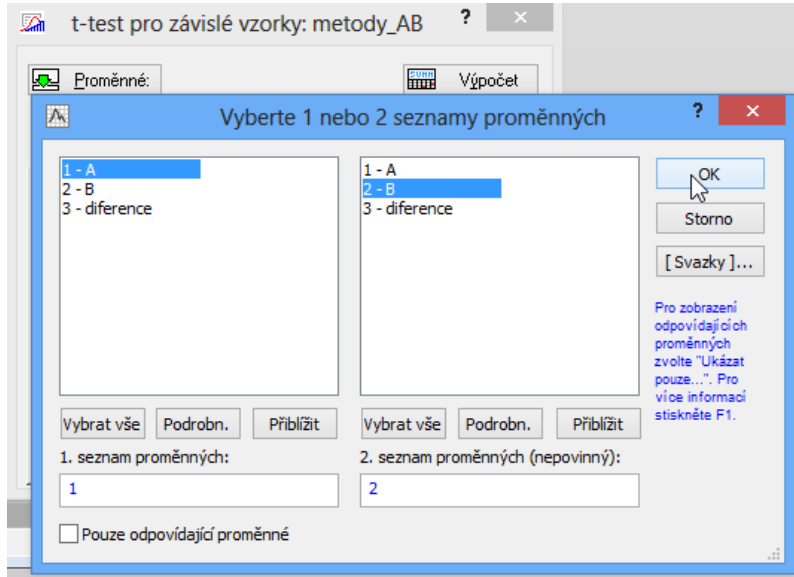 t-test pro závislé vzorky: metody_AB ? ×
Proměnné:
SUMM
Výpočet
Vyberte 1 nebo 2 seznamy proměnných ? ×
1 - A
2 - B
3 - diference
1 - A
2 - B
3 - diference
OK
Storno
[ Svazky ]...
Pro zobrazení
odpovídajících
proměnných
zvolte "Ukázat
pouze...". Pro
více informací
stiskněte F1.
Vybrat vše Podrobn. Přiblížit
Vybrat vše Podrobn. Přiblížit
1. seznam proměnných:
2. seznam proměnných (nepovinný):
1
2
Pouze odpovídající proměnné